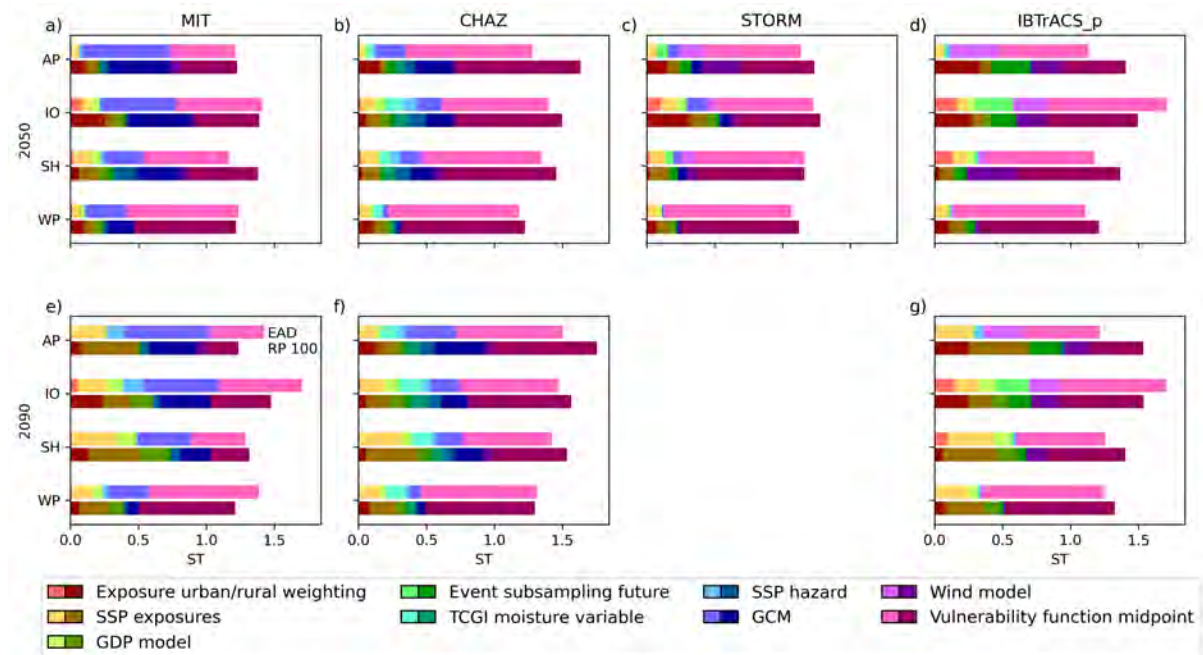 a) MIT
b) CHAZ
c) STORM
d) IBTrACS_p
2050
AP
IO
SH
WP
e)
f)
g)
2090
AP
IO
SH
WP
EAD
RP 100
0.0 0.5 1.0 1.5
ST
0.0 0.5 1.0 1.5
ST
0.0 0.5 1.0 1.5
ST
Exposure urban/rural weighting
SSP exposures
GDP model
Event subsampling future
TCGI moisture variable
SSP hazard
GCM
Wind model
Vulnerability function midpoint